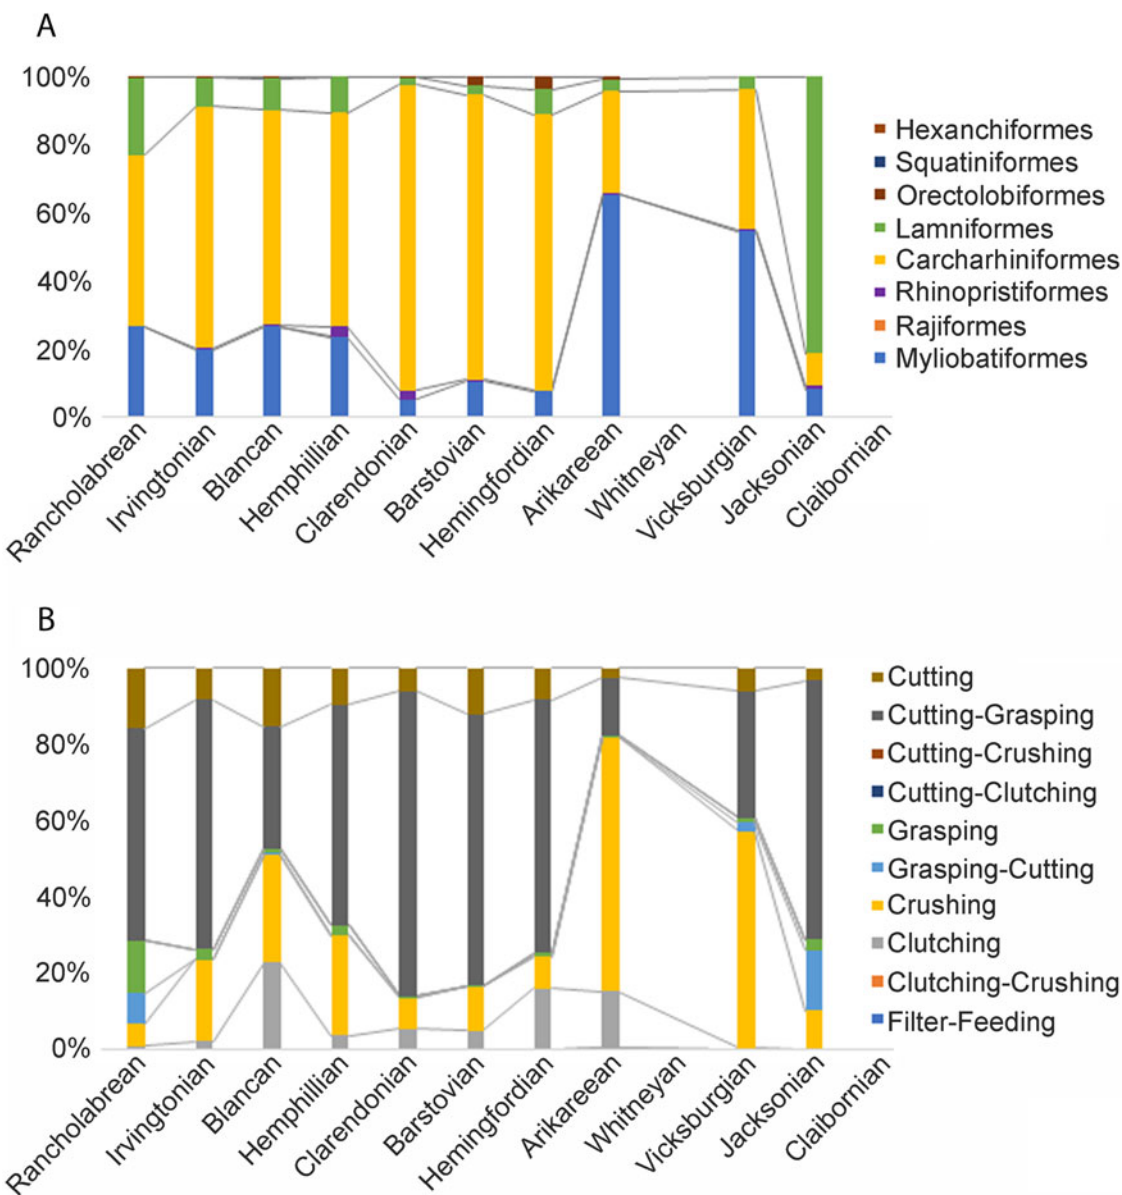 A
100%
80%
60%
40%
20%
0%
Rancholabrean
Irvingtonian
Blancan
Hemphillian
Clarendonian
Barstovian
Hemingfordian
Arikareean
Whitneyan
Vicksburgian
Jacksonian
Claibornian
Hexanchiformes
Squatiniformes
Orectolobiformes
Lamniformes
Carcharhiniformes
Rhinopristiformes
Rajiformes
Myliobatiformes
B
100%
80%
60%
40%
20%
0%
Rancholabrean
Irvingtonian
Blancan
Hemphillian
Clarendonian
Barstovian
Hemingfordian
Arikareean
Whitneyan
Vicksburgian
Jacksonian
Claibornian
Cutting
Cutting-Grasping
Cutting-Crushing
Cutting-Clutching
Grasping
Grasping-Cutting
Crushing
Clutching
Clutching-Crushing
Filter-Feeding